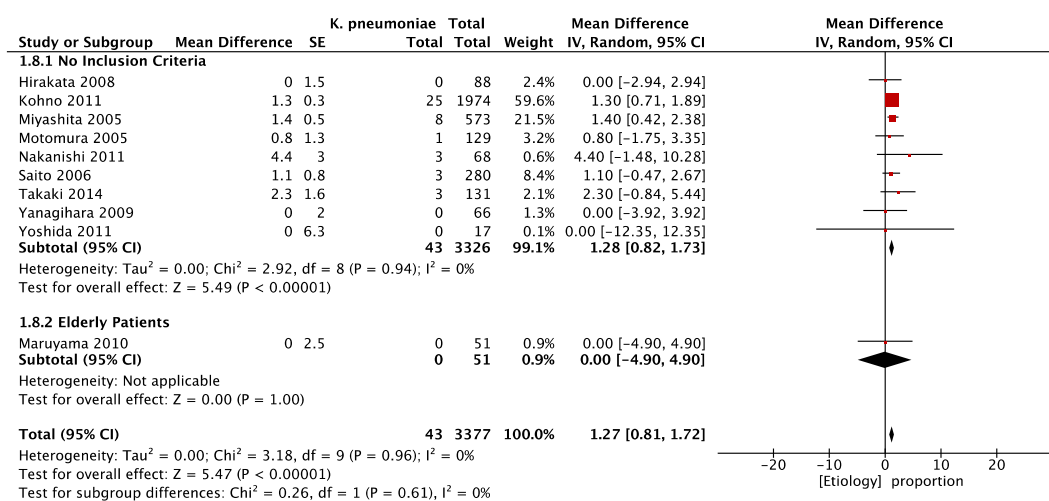 K. pneumoniae Total Mean Difference Mean Difference
Study or Subgroup Mean Difference SE Total Total Weight IV, Random, 95% CI IV, Random, 95% CI
1.8.1 No Inclusion Criteria
Hirakata 2008 0 1.5 0 88 2.4% 0.00 [-2.94, 2.94]
Kohno 2011 1.3 0.3 25 1974 59.6% 1.30 [0.71, 1.89]
Miyashita 2005 1.4 0.5 8 573 21.5% 1.40 [0.42, 2.38]
Motomura 2005 0.8 1.3 1 129 3.2% 0.80 [-1.75, 3.35]
Nakanishi 2011 4.4 3 3 68 0.6% 4.40 [-1.48, 10.28]
Saito 2006 1.1 0.8 3 280 8.4% 1.10 [-0.47, 2.67]
Takaki 2014 2.3 1.6 3 131 2.1% 2.30 [-0.84, 5.44]
Yanagihara 2009 0 2 0 66 1.3% 0.00 [-3.92, 3.92]
Yoshida 2011 0 6.3 0 17 0.1% 0.00 [-12.35, 12.35]
Subtotal (95% CI) 43 3326 99.1% 1.28 [0.82, 1.73]
Heterogeneity: Tau² = 0.00; Chi² = 2.92, df = 8 (P = 0.94); I² = 0%
Test for overall effect: Z = 5.49 (P < 0.00001)
1.8.2 Elderly Patients
Maruyama 2010 0 2.5 0 51 0.9% 0.00 [-4.90, 4.90]
Subtotal (95% CI) 0 51 0.9% 0.00 [-4.90, 4.90]
Heterogeneity: Not applicable
Test for overall effect: Z = 0.00 (P = 1.00)
Total (95% CI) 43 3377 100.0% 1.27 [0.81, 1.72]
Heterogeneity: Tau² = 0.00; Chi² = 3.18, df = 9 (P = 0.96); I² = 0%
Test for overall effect: Z = 5.47 (P < 0.00001)
Test for subgroup differences: Chi² = 0.26, df = 1 (P = 0.61), I² = 0%
-20 -10 0 10 20
[Etiology] proportion